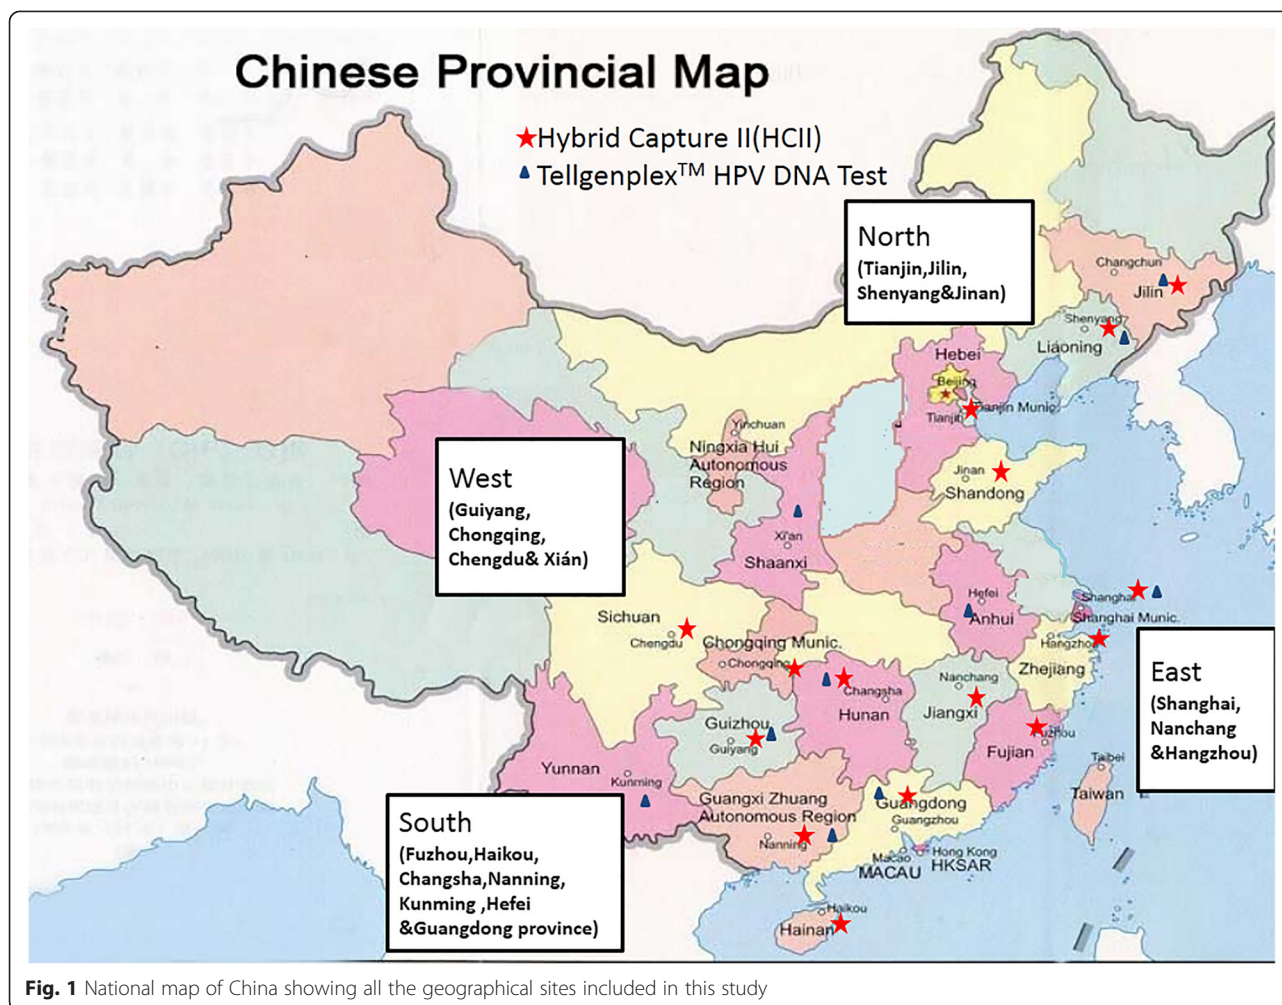 Chinese Provincial Map
Hybrid Capture II(HCII)
Tellgenplex™ HPV DNA Test
North
(Tianjin,Jilin,
Shenyang&Jinan)
Changchun
Jilin
Shenyang
Liaoning
Hebei
Beijing
Tianjin
Tianjin Munic.
Yinchuan
Ningxia Hui
Autonomous
Region
Jinan
Shandong
West
(Guiyang,
Chongqing,
Chengdu& Xián)
Xi'an
Shaanxi
Hefei
Anhui
Shanghai
Shanghai Munic.
Hangzhou
Zhejiang
Sichuan
Chengdu
Chongqing Munic.
Chongqing
Changsha
Hunan
Nanchang
Jiangxi
East
(Shanghai,
Nanchang
&Hangzhou)
Guizhou
Guiyang
Fuzhou
Fujian
Yunnan
Kunming
Taibei
Taiwan
Guangxi Zhuang
Autonomous Region
Nanning
Guangdong
Guangzhou
Macao
MACAU
Hong Kong
HKSAR
South
(Fuzhou,Haikou,
Changsha,Nanning,
Kunming ,Hefei
&Guangdong province)
Haikou
Hainan
Fig. 1 National map of China showing all the geographical sites included in this study